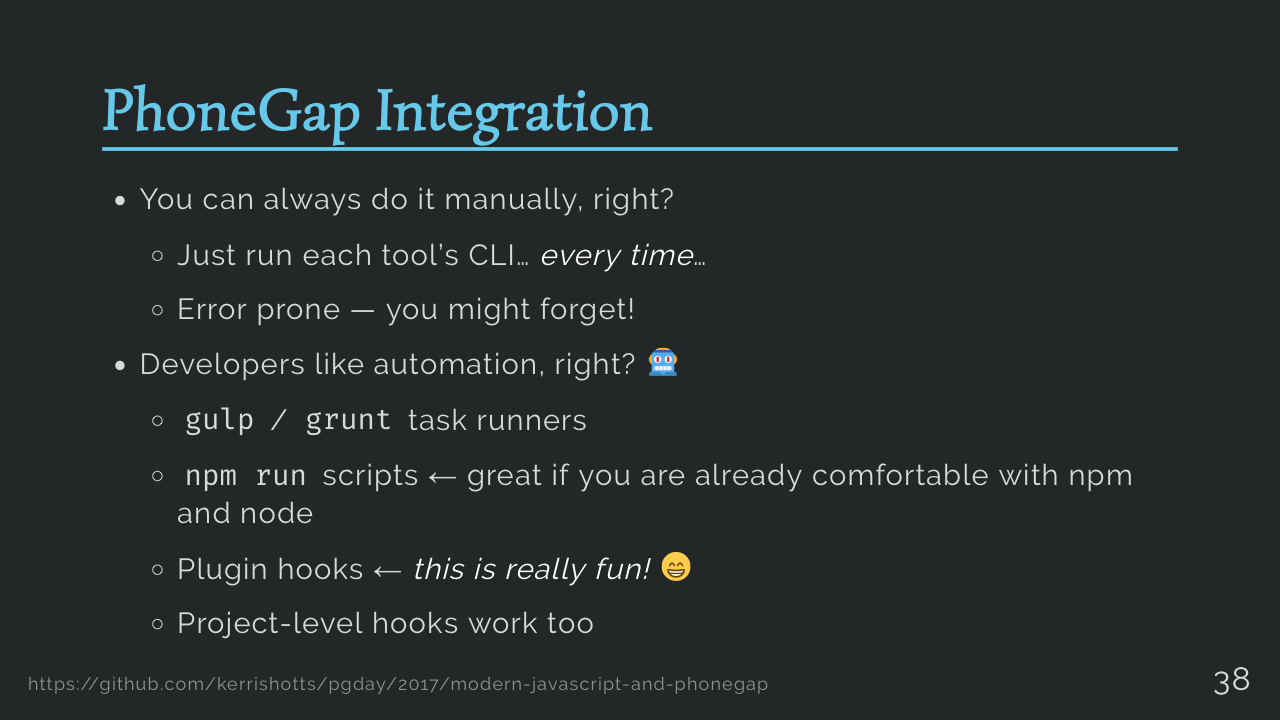 PhoneGap Integration
• You can always do it manually, right?
◦ Just run each tool’s CLI… every time…
◦ Error prone — you might forget!
• Developers like automation, right? 🤖
◦ gulp / grunt task runners
◦ npm run scripts ← great if you are already comfortable with npm
and node
◦ Plugin hooks ← this is really fun! 😄
◦ Project-level hooks work too
https://github.com/kerrishotts/pgday/2017/modern-javascript-and-phonegap
38